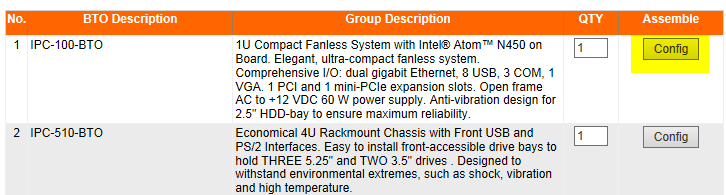 No. BTO Description Group Description QTY Assemble
1 IPC-100-BTO 1U Compact Fanless System with Intel® Atom™ N450 on 1 Config
Board. Elegant, ultra-compact fanless system.
Comprehensive I/O: dual gigabit Ethernet, 8 USB, 3 COM, 1
VGA. 1 PCI and 1 mini-PCIe expansion slots. Open frame
AC to +12 VDC 60 W power supply. Anti-vibration design for
2.5" HDD-bay to ensure maximum reliability.
2 IPC-510-BTO Economical 4U Rackmount Chassis with Front USB and 1 Config
PS/2 Interfaces. Easy to install front-accessible drive bays to
hold THREE 5.25" and TWO 3.5" drives . Designed to
withstand environmental extremes, such as shock, vibration
and high temperature.